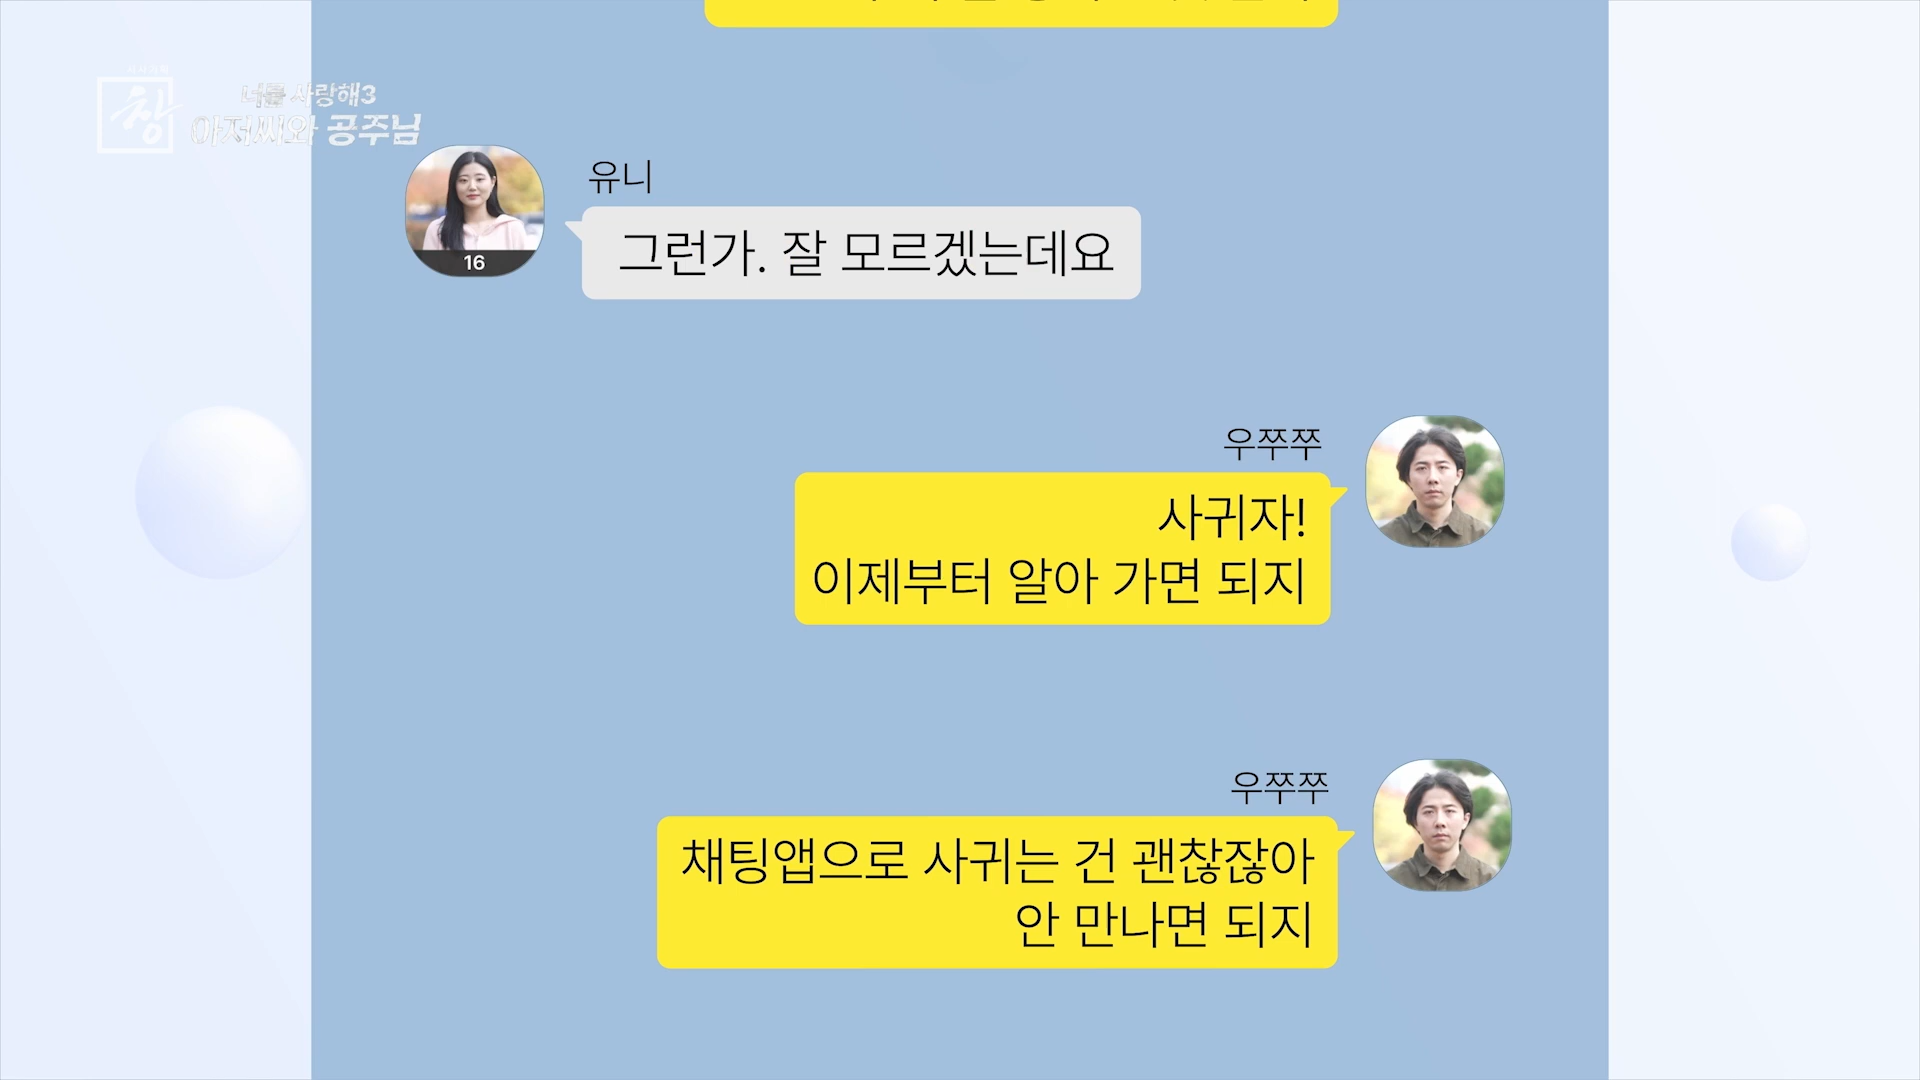 창
너를 사랑해3
아저씨와 공주님
유니
16
그런가. 잘 모르겠는데요
우쭈쭈
사귀자!
이제부터 알아 가면 되지
우쭈쭈
채팅앱으로 사귀는 건 괜찮잖아
안 만나면 되지